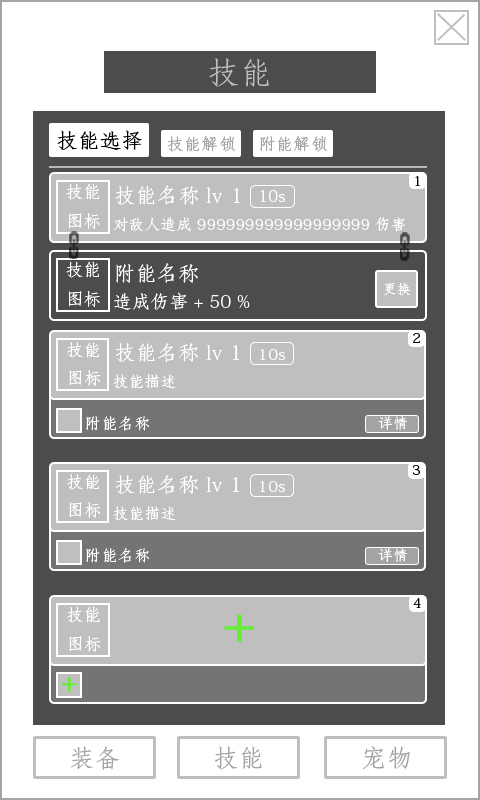 技能
技能选择 技能解锁 附能解锁
1
技能
图标
技能名称 lv 1 10s
对敌人造成 999999999999999999 伤害
技能
图标
附能名称
造成伤害 + 50 %
更换
2
技能
图标
技能名称 lv 1 10s
技能描述
附能名称 详情
3
技能
图标
技能名称 lv 1 10s
技能描述
附能名称 详情
4
技能
图标
装备 技能 宠物